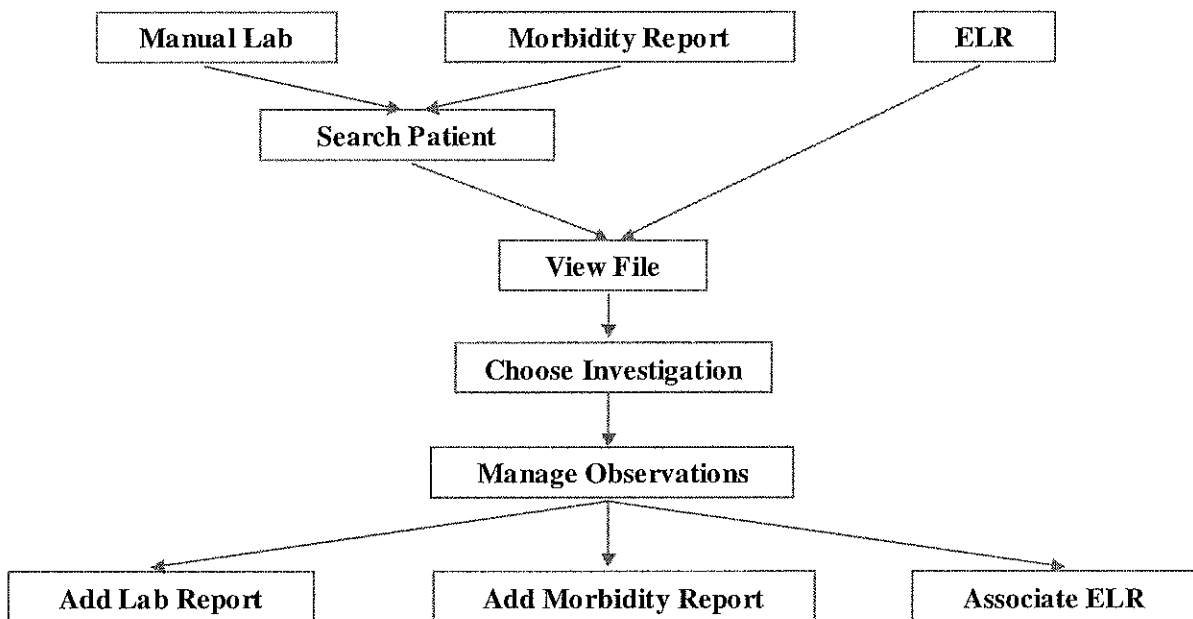 Manual Lab
Morbidity Report
ELR
Search Patient
View File
Choose Investigation
Manage Observations
Add Lab Report
Add Morbidity Report
Associate ELR